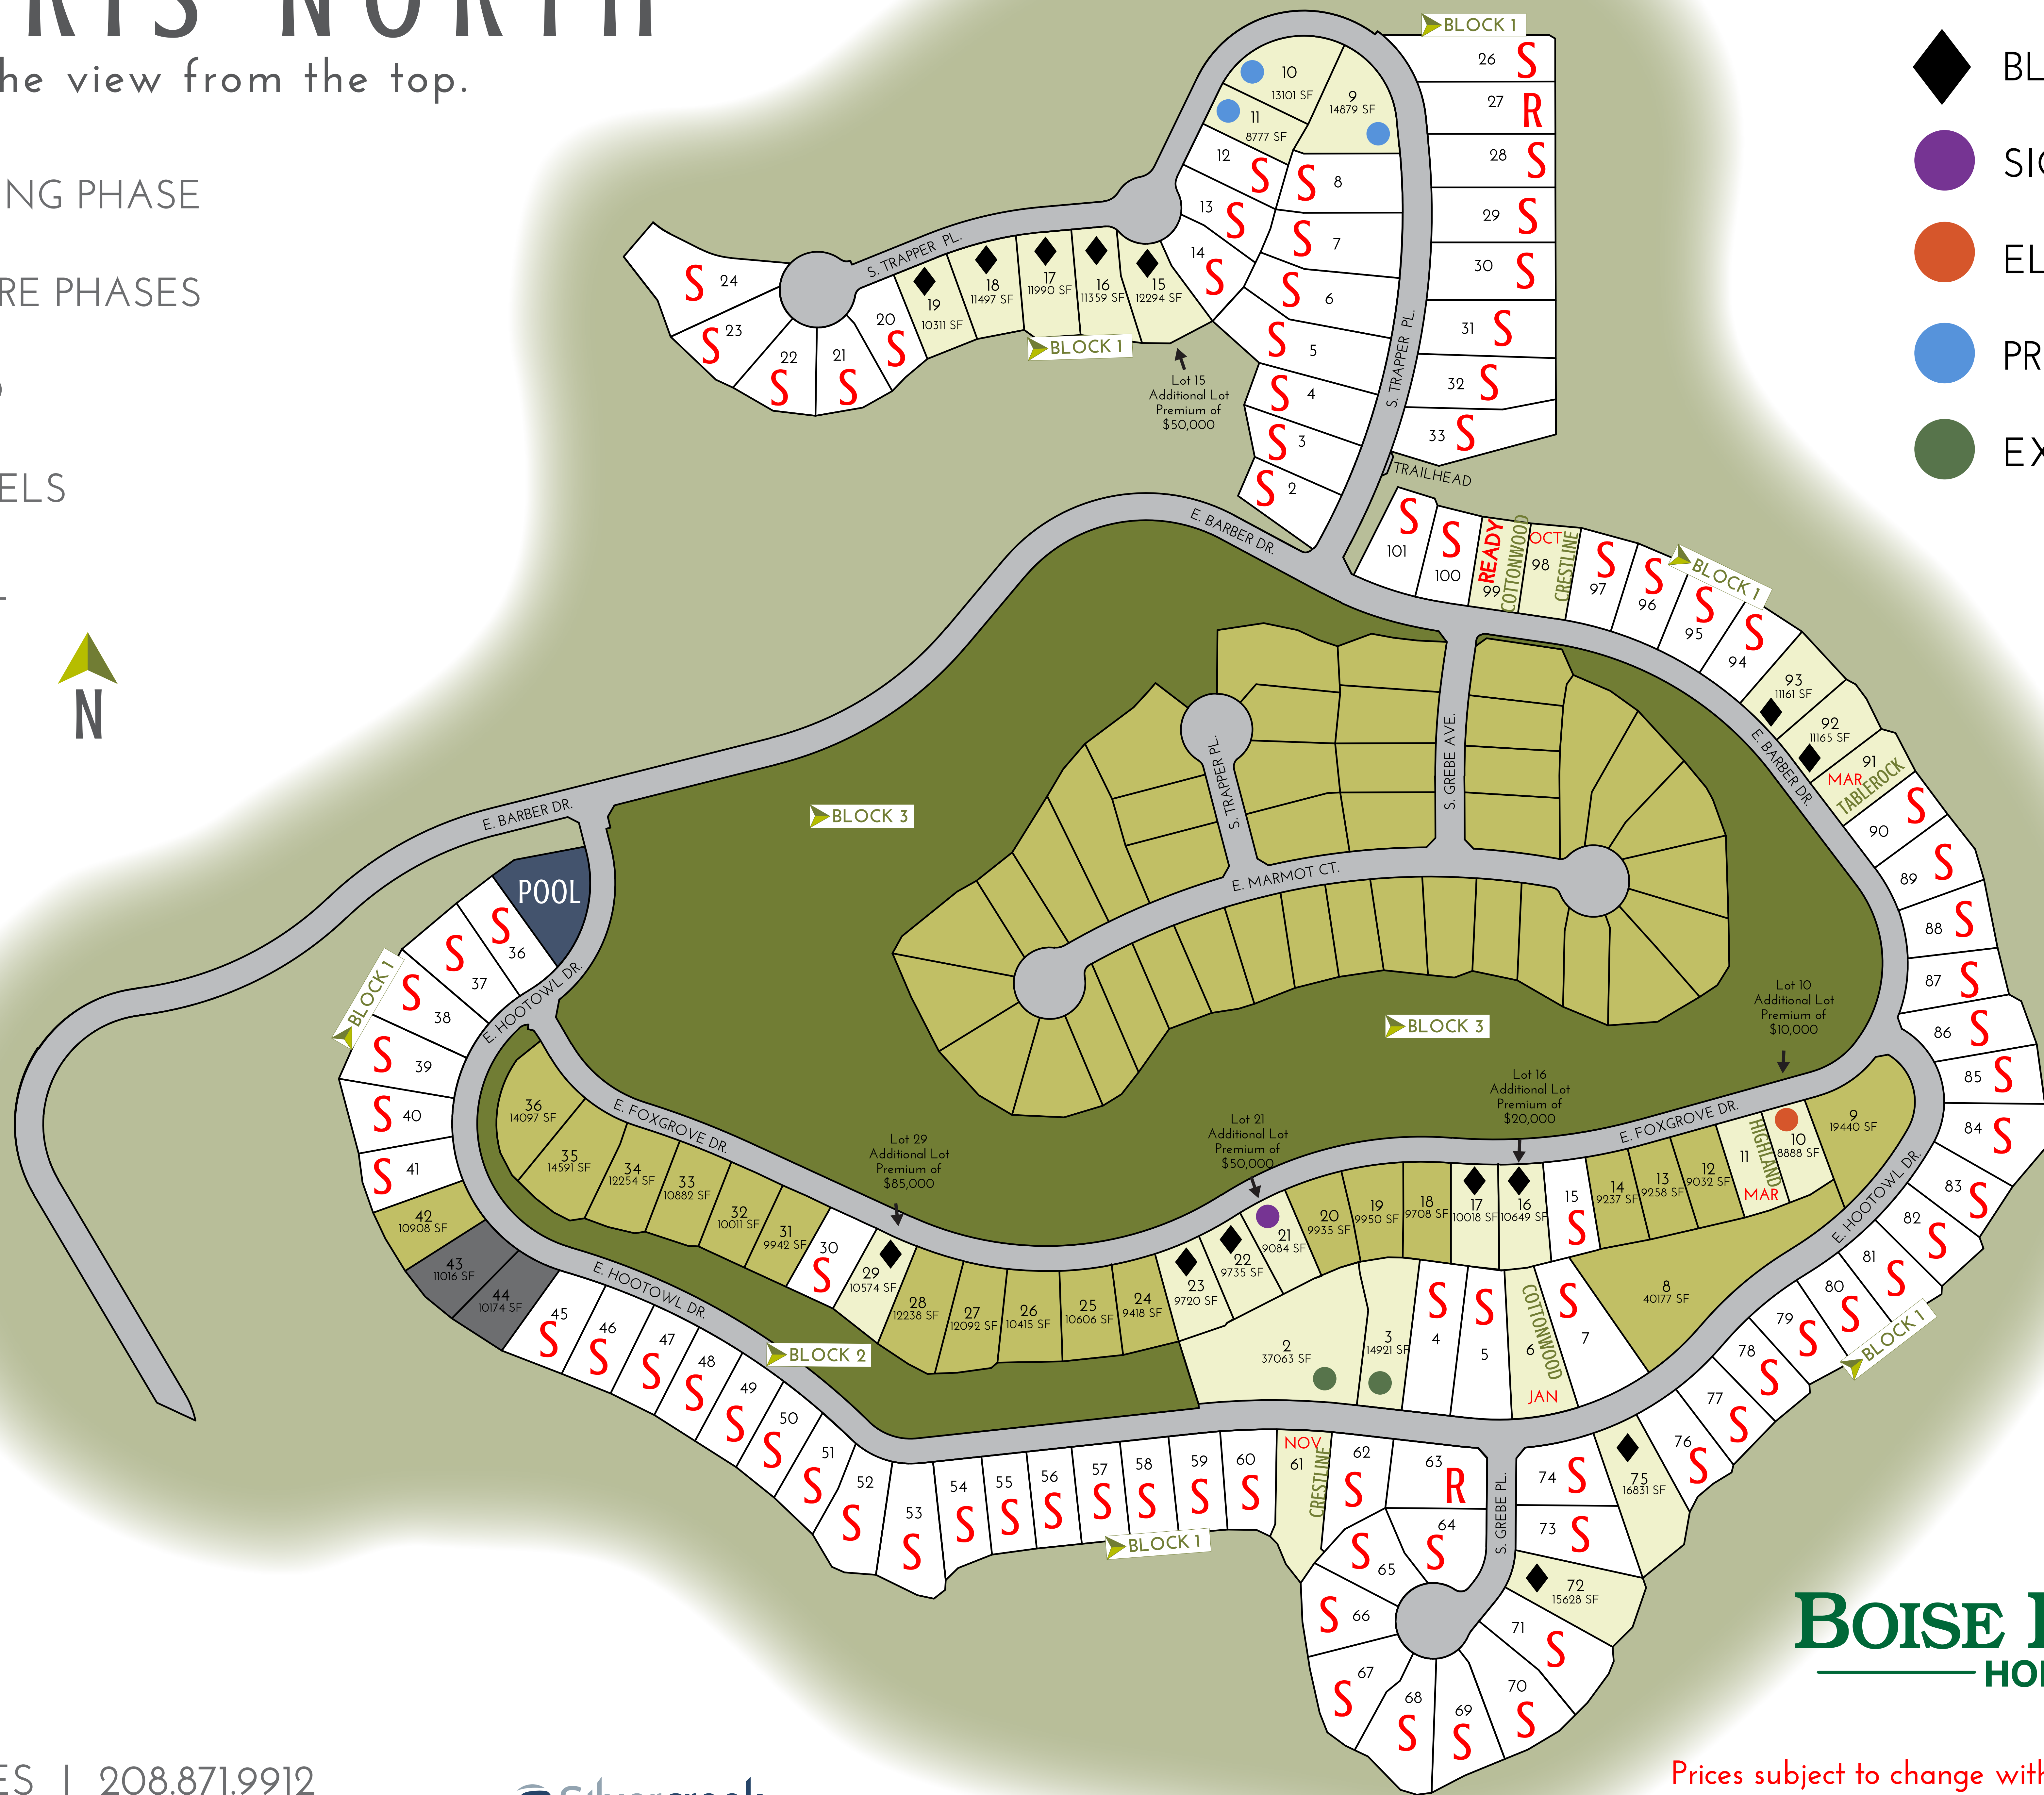 RTS NORTH
he view from the top.
NG PHASE
RE PHASES
ELS
N
BL
SIG
EL
PR
EX
BLOCK 1
26 S
27 R
28 S
29 S
30 S
31 S
32 S
33 S
10
13101 SF
9
14879 SF
11
8777 SF
12 S
13 S
14 S
S 8
S 7
S 6
S 5
S 4
S 3
S 2
S. TRAPPER PL.
S. TRAPPER PL.
S 24
S 23
22 S
21 S
20 S
19
10311 SF
18
11497 SF
17
11990 SF
16
11359 SF
15
12294 SF
BLOCK 1
Lot 15
Additional Lot
Premium of
$50,000
TRAILHEAD
E. BARBER DR.
S 101
S 100
READY
COTTONWOOD
99
OCT
98
CRESTLINE
S 97
S 96
S 95
S 94
BLOCK 1
93
11161 SF
92
11165 SF
91
MAR
TABLEROCK
E. BARBER DR.
90 S
89 S
88 S
87 S
86 S
85 S
84 S
83 S
82 S
81 S
80 S
79 S
78 S
77 S
76 S
BLOCK 1
S. TRAPPER PL.
S. GREBE AVE.
E. MARMOT CT.
BLOCK 3
BLOCK 3
E. BARBER DR.
POOL
S 36
S 37
S 38
S 39
S 40
S 41
BLOCK 1
E. HOOTOWL DR.
42
10908 SF
43
11016 SF
44
10174 SF
36
14097 SF
35
14591 SF
34
12254 SF
33
10882 SF
32
10011 SF
31
9942 SF
30
S
29
10574 SF
28
12238 SF
27
12092 SF
26
10415 SF
25
10606 SF
24
9418 SF
23
9720 SF
22
9735 SF
21
9084 SF
20
9935 SF
19
9950 SF
18
9708 SF
17
10018 SF
16
10649 SF
15
S
14
9237 SF
13
9258 SF
12
9032 SF
11
HIGHLAND
MAR
10
8888 SF
9
19440 SF
E. FOXGROVE DR.
E. FOXGROVE DR.
Lot 29
Additional Lot
Premium of
$85,000
Lot 21
Additional Lot
Premium of
$50,000
Lot 16
Additional Lot
Premium of
$20,000
Lot 10
Additional Lot
Premium of
$10,000
E. HOOTOWL DR.
8
40177 SF
2
37063 SF
3
14921 SF
S 4
S 5
COTTONWOOD
6
JAN
S 7
E. HOOTOWL DR.
BLOCK 2
45 S
46 S
47 S
48 S
49 S
50 S
51 S
52 S
53 S
54 S
55 S
56 S
57 S
58 S
59 S
60 S
BLOCK 1
NOV
61
CRESTLINE
62 S
63 R
64 S
S 65
S 66
67 S
68 S
69 S
70 S
71 S
72
15628 SF
73 S
74 S
75
16831 SF
S. GREBE PL.
BOISE
HO
ES | 208.871.9912
Prices subject to change with